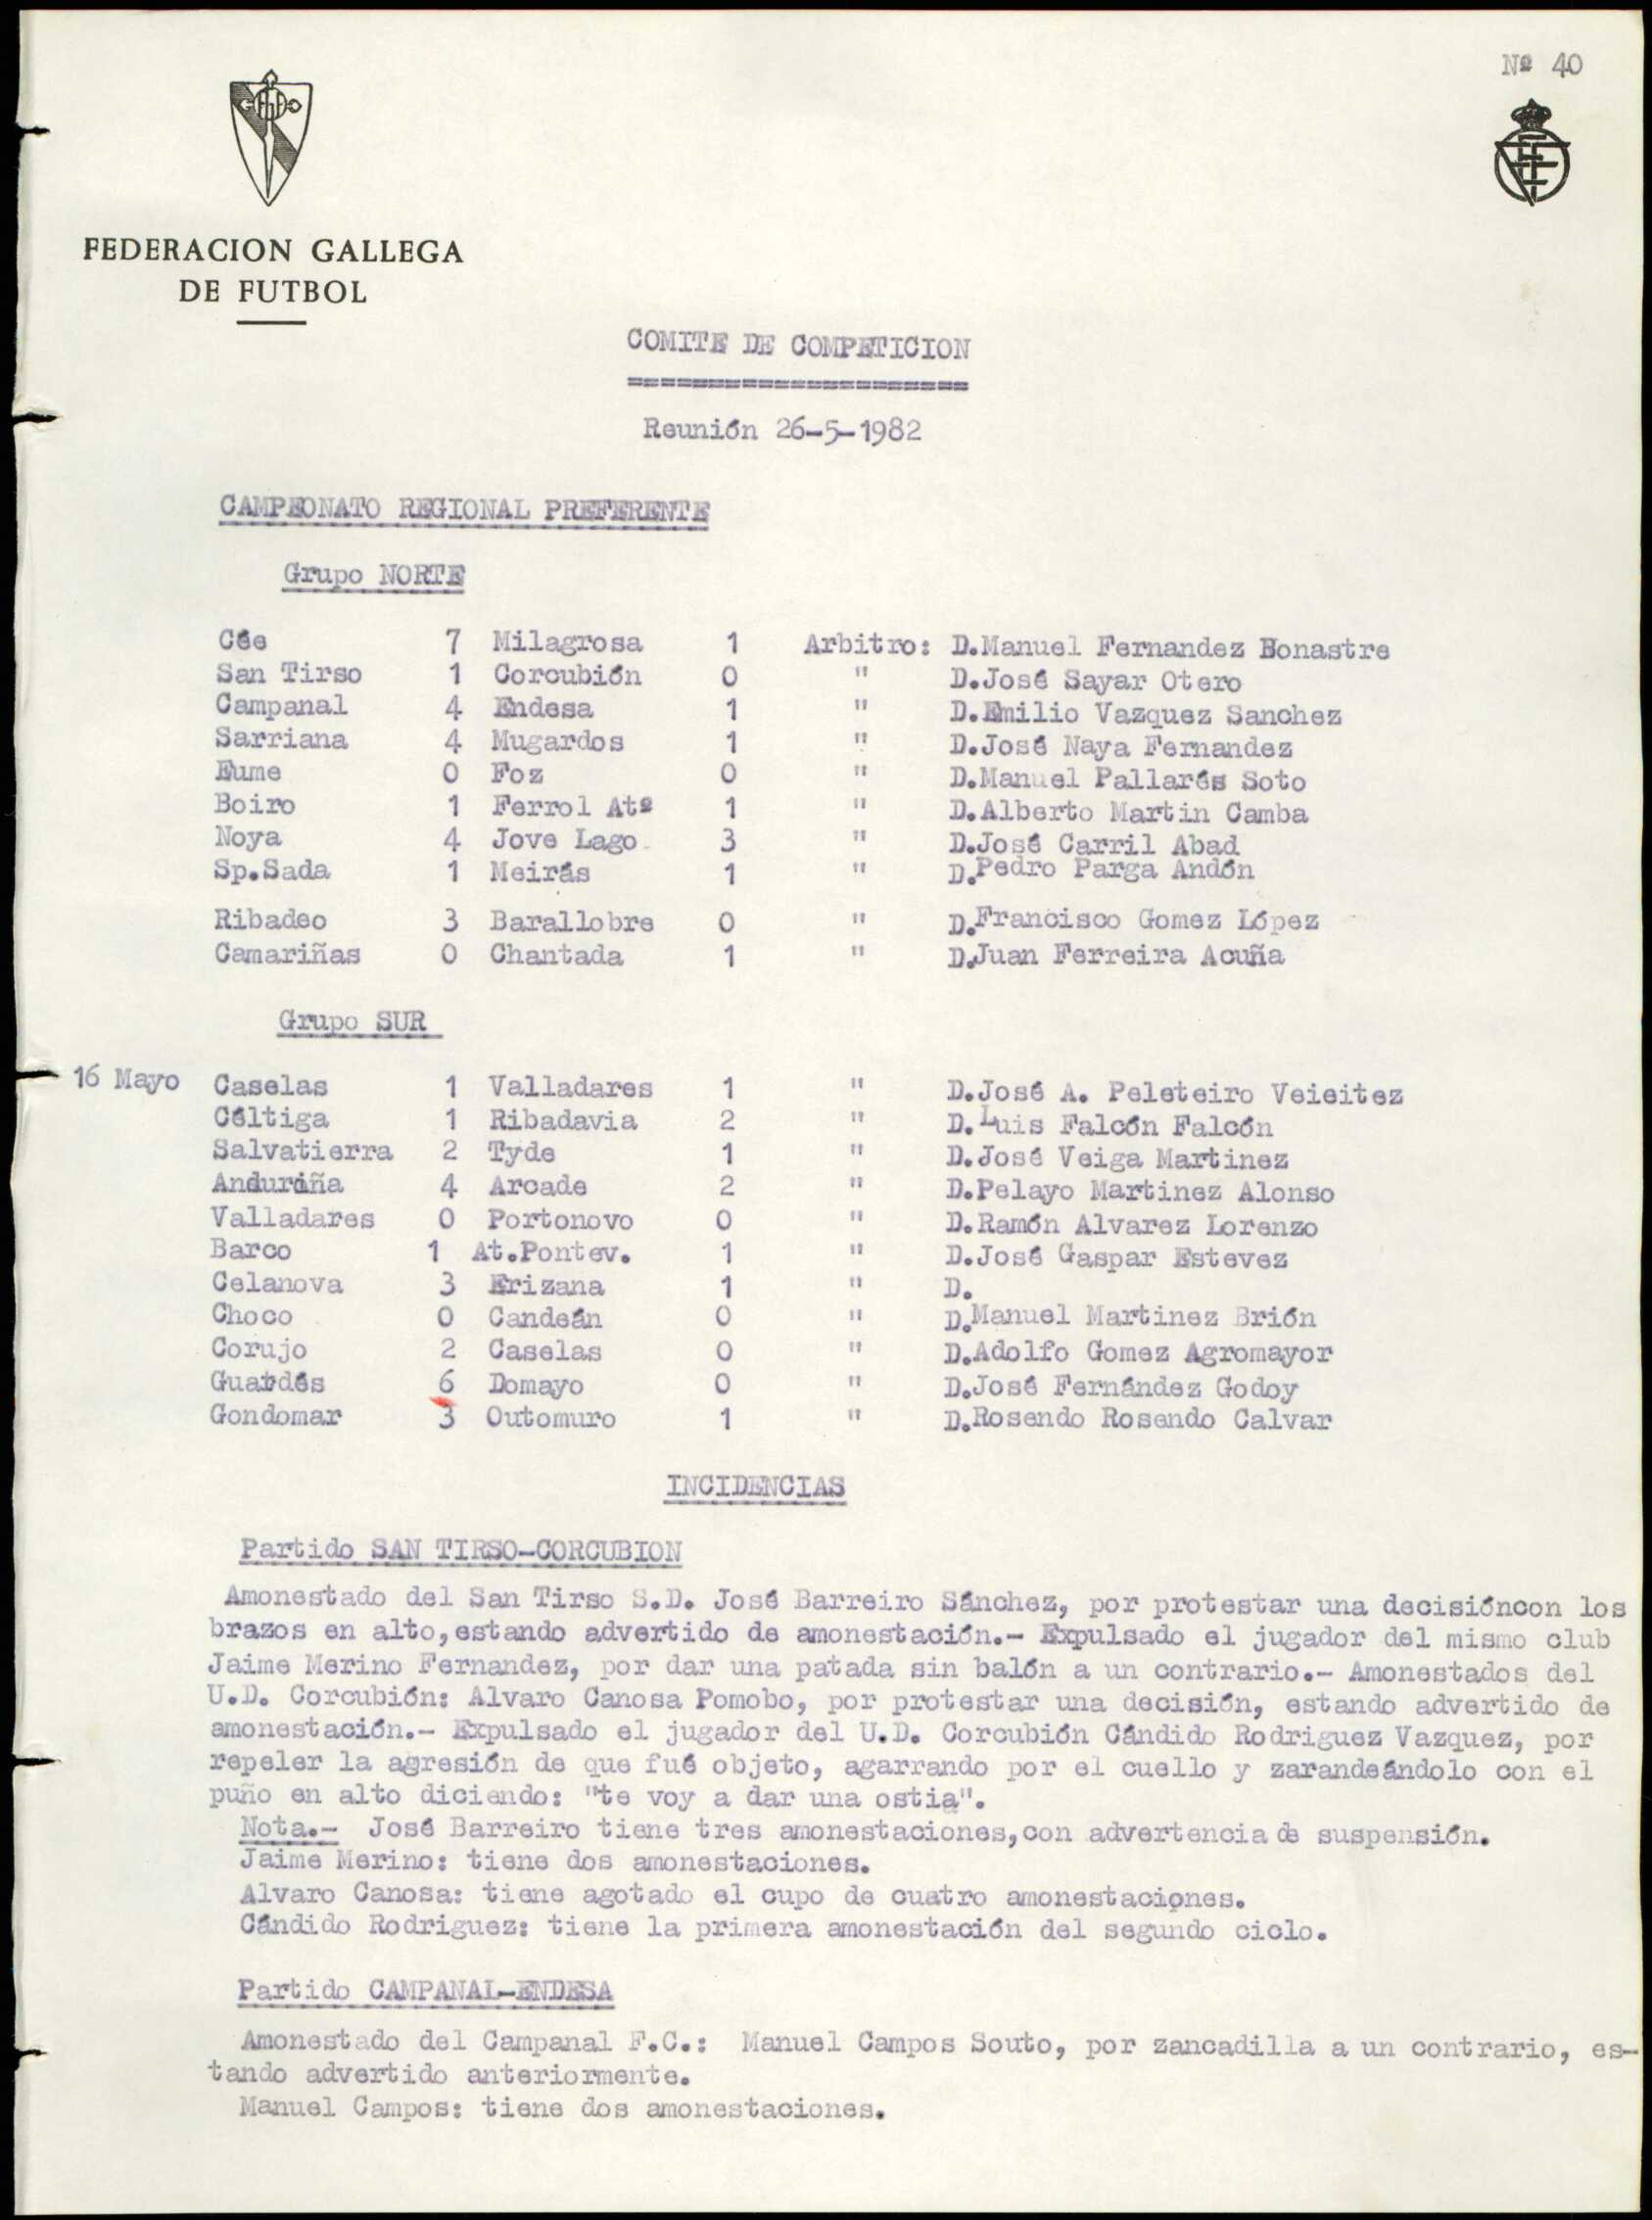 Nº 40
FEDERACION GALLEGA
DE FUTBOL
COMITE DE COMPETICION
=====================
Reunión 26-5-1982
CAMPEONATO REGIONAL PREFERENTE
Grupo NORTE
Cée 7 Milagrosa 1 Arbitro: D.Manuel Fernandez Bonastre
San Tirso 1 Corcubión 0 " D.José Sayar Otero
Campanal 4 Endesa 1 " D.Emilio Vazquez Sanchez
Sarriana 4 Mugardos 1 " D.José Naya Fernandez
Eume 0 Foz 0 " D.Manuel Pallarés Soto
Boiro 1 Ferrol Atº 1 " D.Alberto Martin Camba
Noya 4 Jove Lago 3 " D.José Carril Abad
Sp.Sada 1 Meirás 1 " D.Pedro Parga Andón
Ribadeo 3 Barallobre 0 " D.Francisco Gomez López
Camariñas 0 Chantada 1 " D.Juan Ferreira Acuña
Grupo SUR
16 Mayo Caselas 1 Valladares 1 " D.José A. Peleteiro Veieitez
Céltiga 1 Ribadavia 2 " D.Luis Falcón Falcón
Salvatierra 2 Tyde 1 " D.José Veiga Martinez
Anduriña 4 Arcade 2 " D.Pelayo Martinez Alonso
Valladares 0 Portonovo 0 " D.Ramón Alvarez Lorenzo
Barco 1 At.Pontev. 1 " D.José Gaspar Estevez
Celanova 3 Erizana 1 " D.
Choco 0 Candeán 0 " D.Manuel Martinez Brión
Corujo 2 Caselas 0 " D.Adolfo Gomez Agromayor
Guardés 6 Domayo 0 " D.José Fernández Godoy
Gondomar 3 Outomuro 1 " D.Rosendo Rosendo Calvar
INCIDENCIAS
Partido SAN TIRSO-CORCUBION
Amonestado del San Tirso S.D. José Barreiro Sánchez, por protestar una decisióncon los
brazos en alto,estando advertido de amonestación.- Expulsado el jugador del mismo club
Jaime Merino Fernandez, por dar una patada sin balón a un contrario.- Amonestados del
U.D. Corcubión: Alvaro Canosa Pomobo, por protestar una decisión, estando advertido de
amonestación.- Expulsado el jugador del U.D. Corcubión Cándido Rodriguez Vazquez, por
repeler la agresión de que fué objeto, agarrando por el cuello y zarandeándolo con el
puño en alto diciendo: "te voy a dar una ostia".
Nota.- José Barreiro tiene tres amonestaciones,con advertencia de suspensión.
Jaime Merino: tiene dos amonestaciones.
Alvaro Canosa: tiene agotado el cupo de cuatro amonestaciones.
Cándido Rodriguez: tiene la primera amonestación del segundo ciclo.
Partido CAMPANAL-ENDESA
Amonestado del Campanal F.C.: Manuel Campos Souto, por zancadilla a un contrario, es-
tando advertido anteriormente.
Manuel Campos: tiene dos amonestaciones.